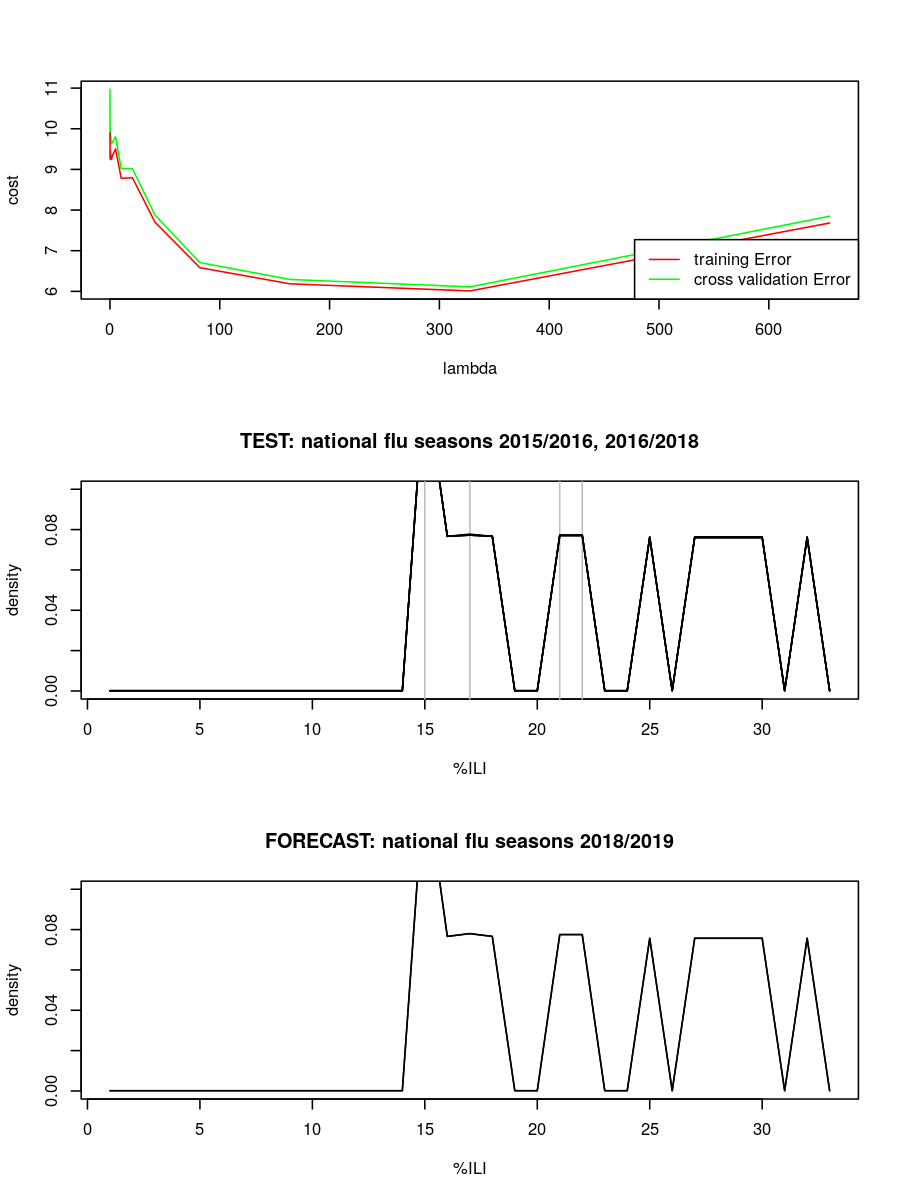 11
10
9
8
7
6
cost
training Error
cross validation Error
0 100 200 300 400 500 600
lambda
TEST: national flu seasons 2015/2016, 2016/2018
0.08
0.04
0.00
density
0 5 10 15 20 25 30
%ILI
FORECAST: national flu seasons 2018/2019
0.08
0.04
0.00
density
0 5 10 15 20 25 30
%ILI